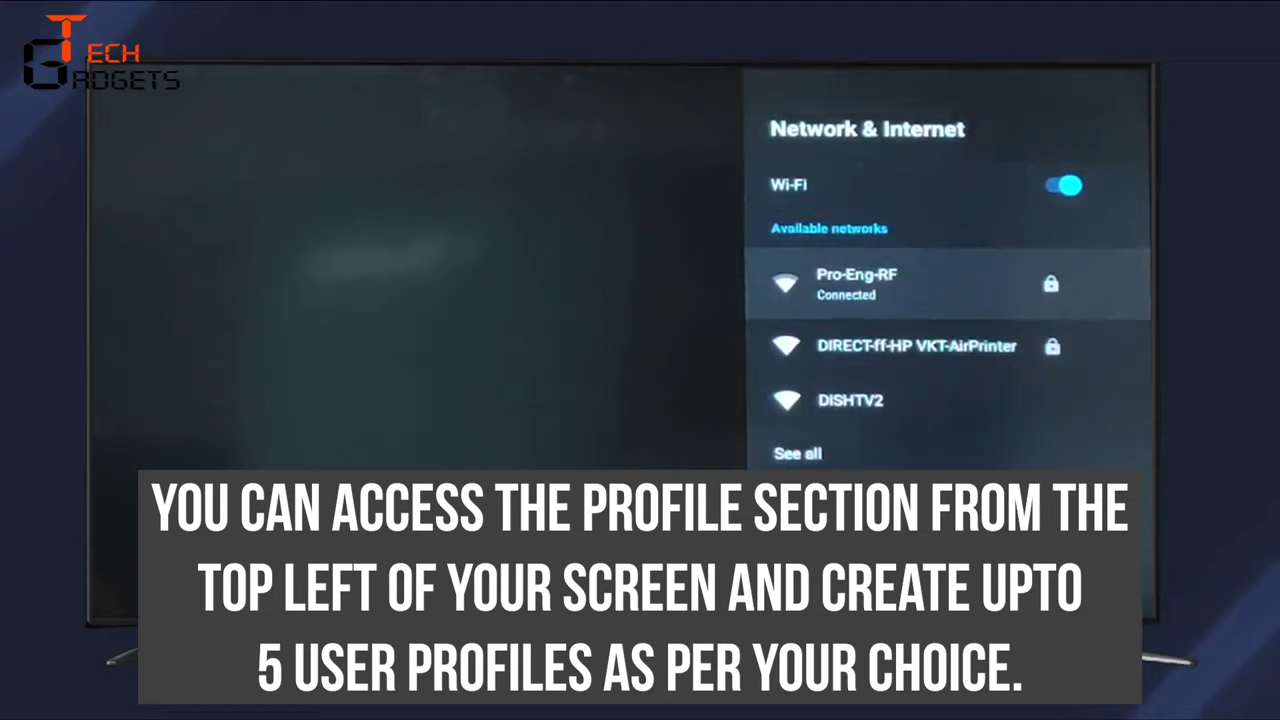 TECH
GADGETS
Network & Internet
Wi-Fi
Available networks
Pro-Eng-RF
Connected
DIRECT-ff-HP VKT-AirPrinter
DISHTV2
See all
YOU CAN ACCESS THE PROFILE SECTION FROM THE
TOP LEFT OF YOUR SCREEN AND CREATE UPTO
5 USER PROFILES AS PER YOUR CHOICE.